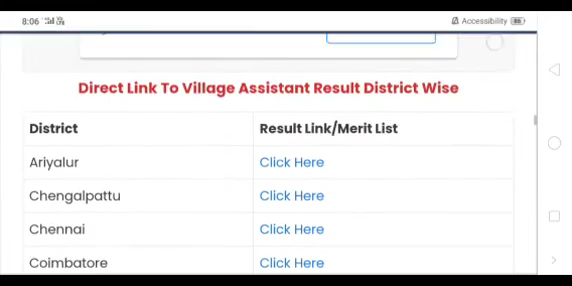 8:06
Accessibility
Direct Link To Village Assistant Result District Wise
District Result Link/Merit List
Ariyalur Click Here
Chengalpattu Click Here
Chennai Click Here
Coimbatore Click Here